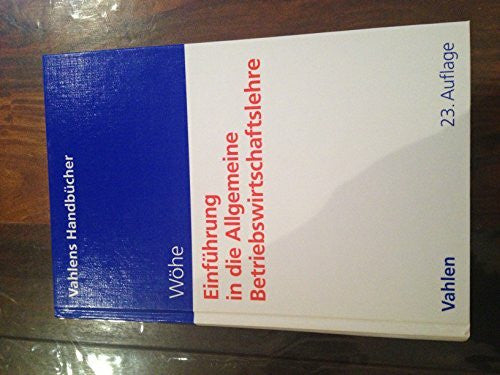 Vahlens Handbücher
Wöhe
Einführung
in die Allgemeine
Betriebswirtschaftslehre
Vahlen
23. Auflage